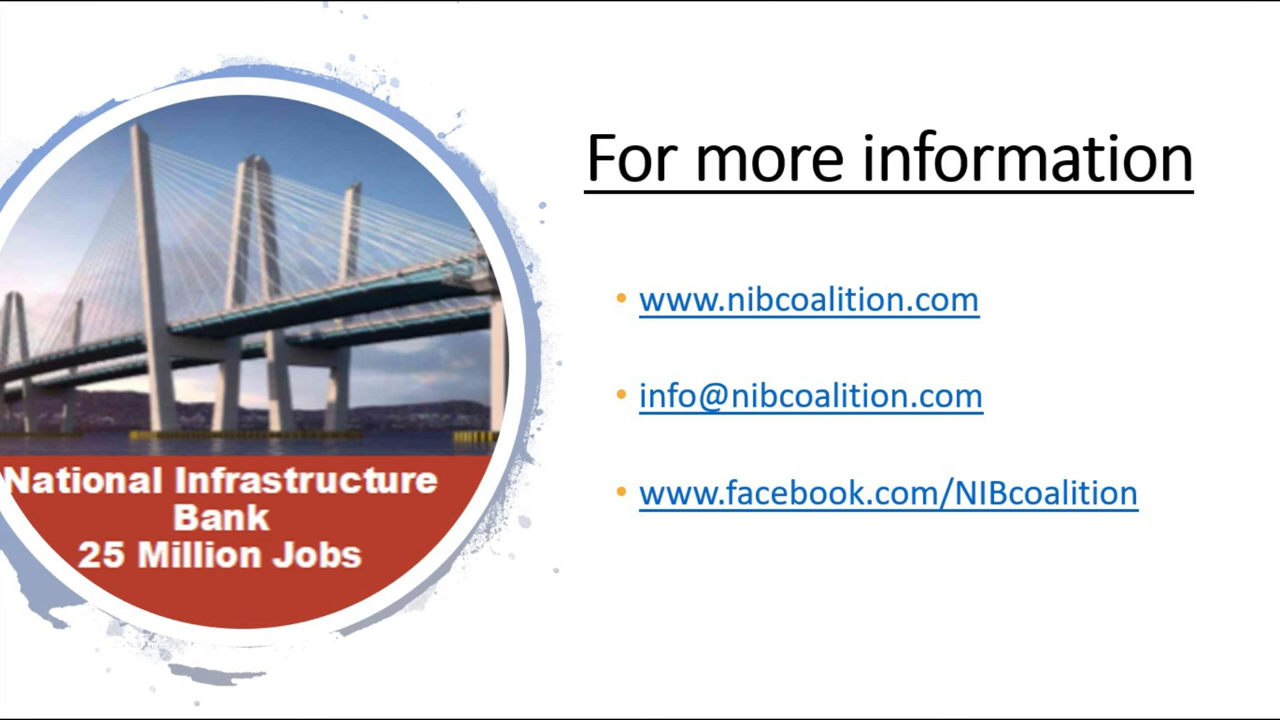 For more information
www.nibcoalition.com
info@nibcoalition.com
www.facebook.com/NIBcoalition
National Infrastructure
Bank
25 Million Jobs